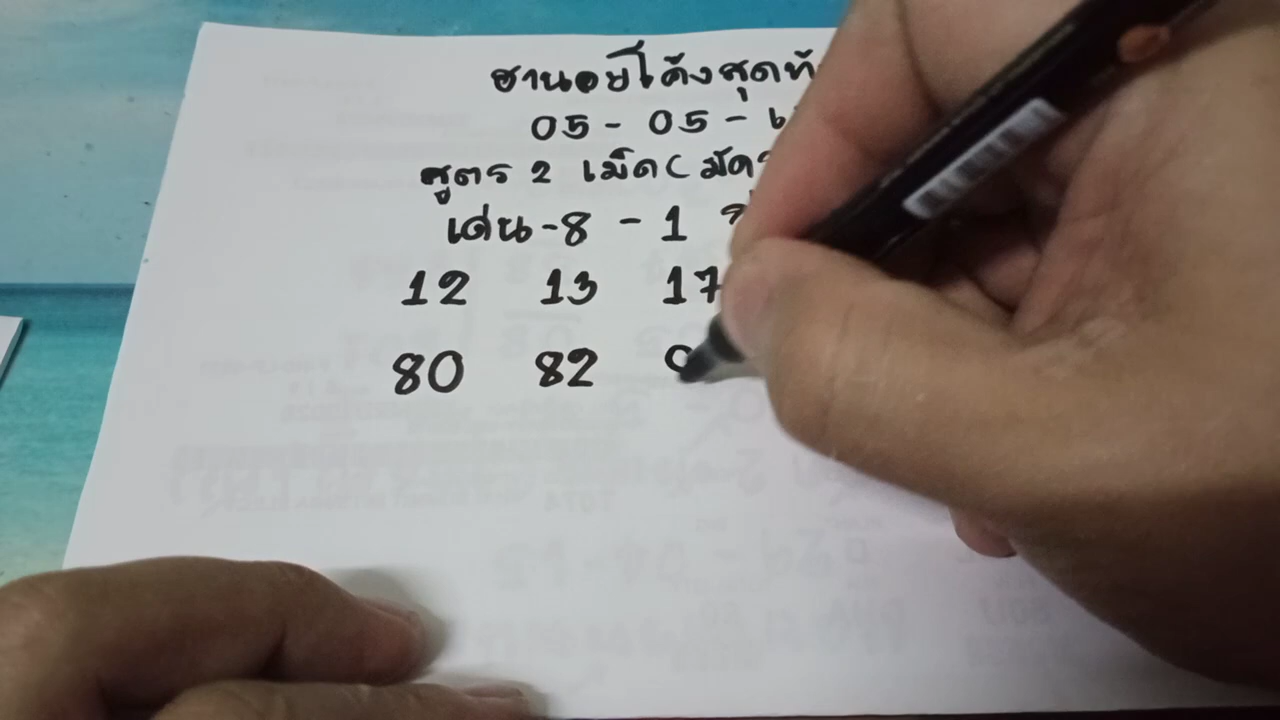 ฮานอยโค้งสุดท้
05 - 05 -
สูตร 2 เม็ด (
เด่น - 8 - 1
12 13 17
80 82